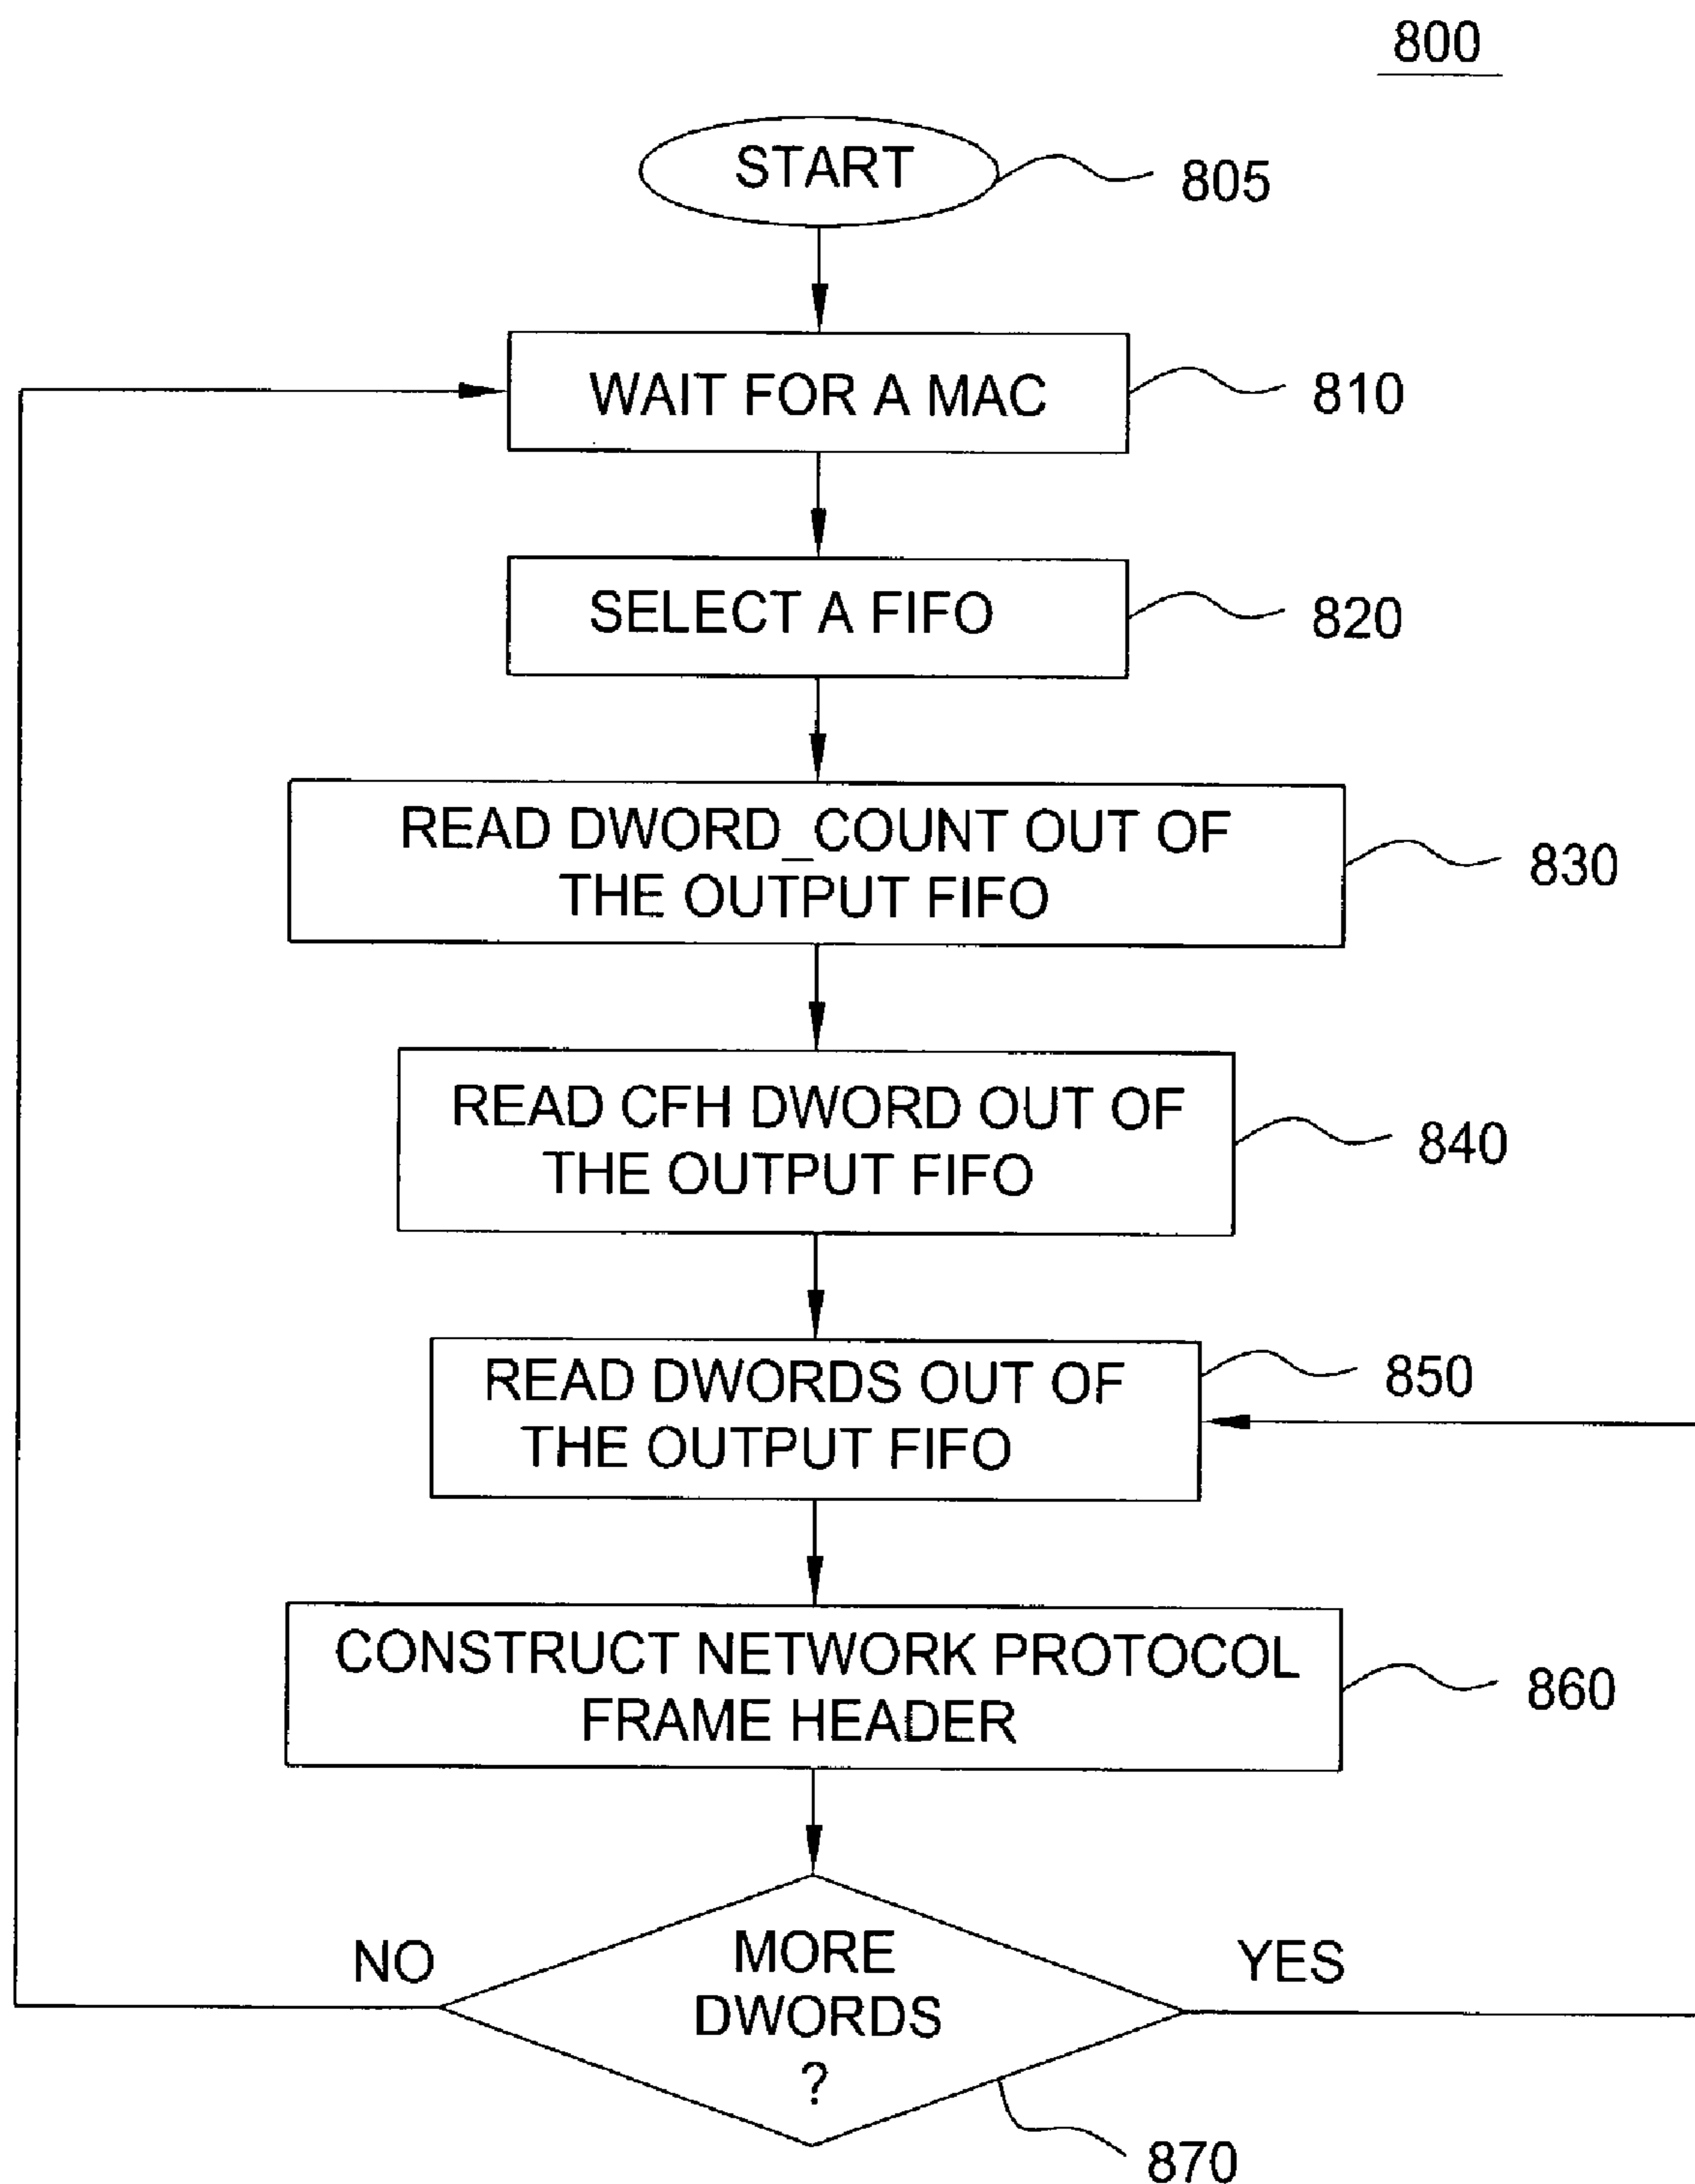 800
START
805
WAIT FOR A MAC
810
SELECT A FIFO
820
READ DWORD_COUNT OUT OF
THE OUTPUT FIFO
830
READ CFH DWORD OUT OF
THE OUTPUT FIFO
840
READ DWORDS OUT OF
THE OUTPUT FIFO
850
CONSTRUCT NETWORK PROTOCOL
FRAME HEADER
860
NO
MORE
DWORDS
?
YES
870